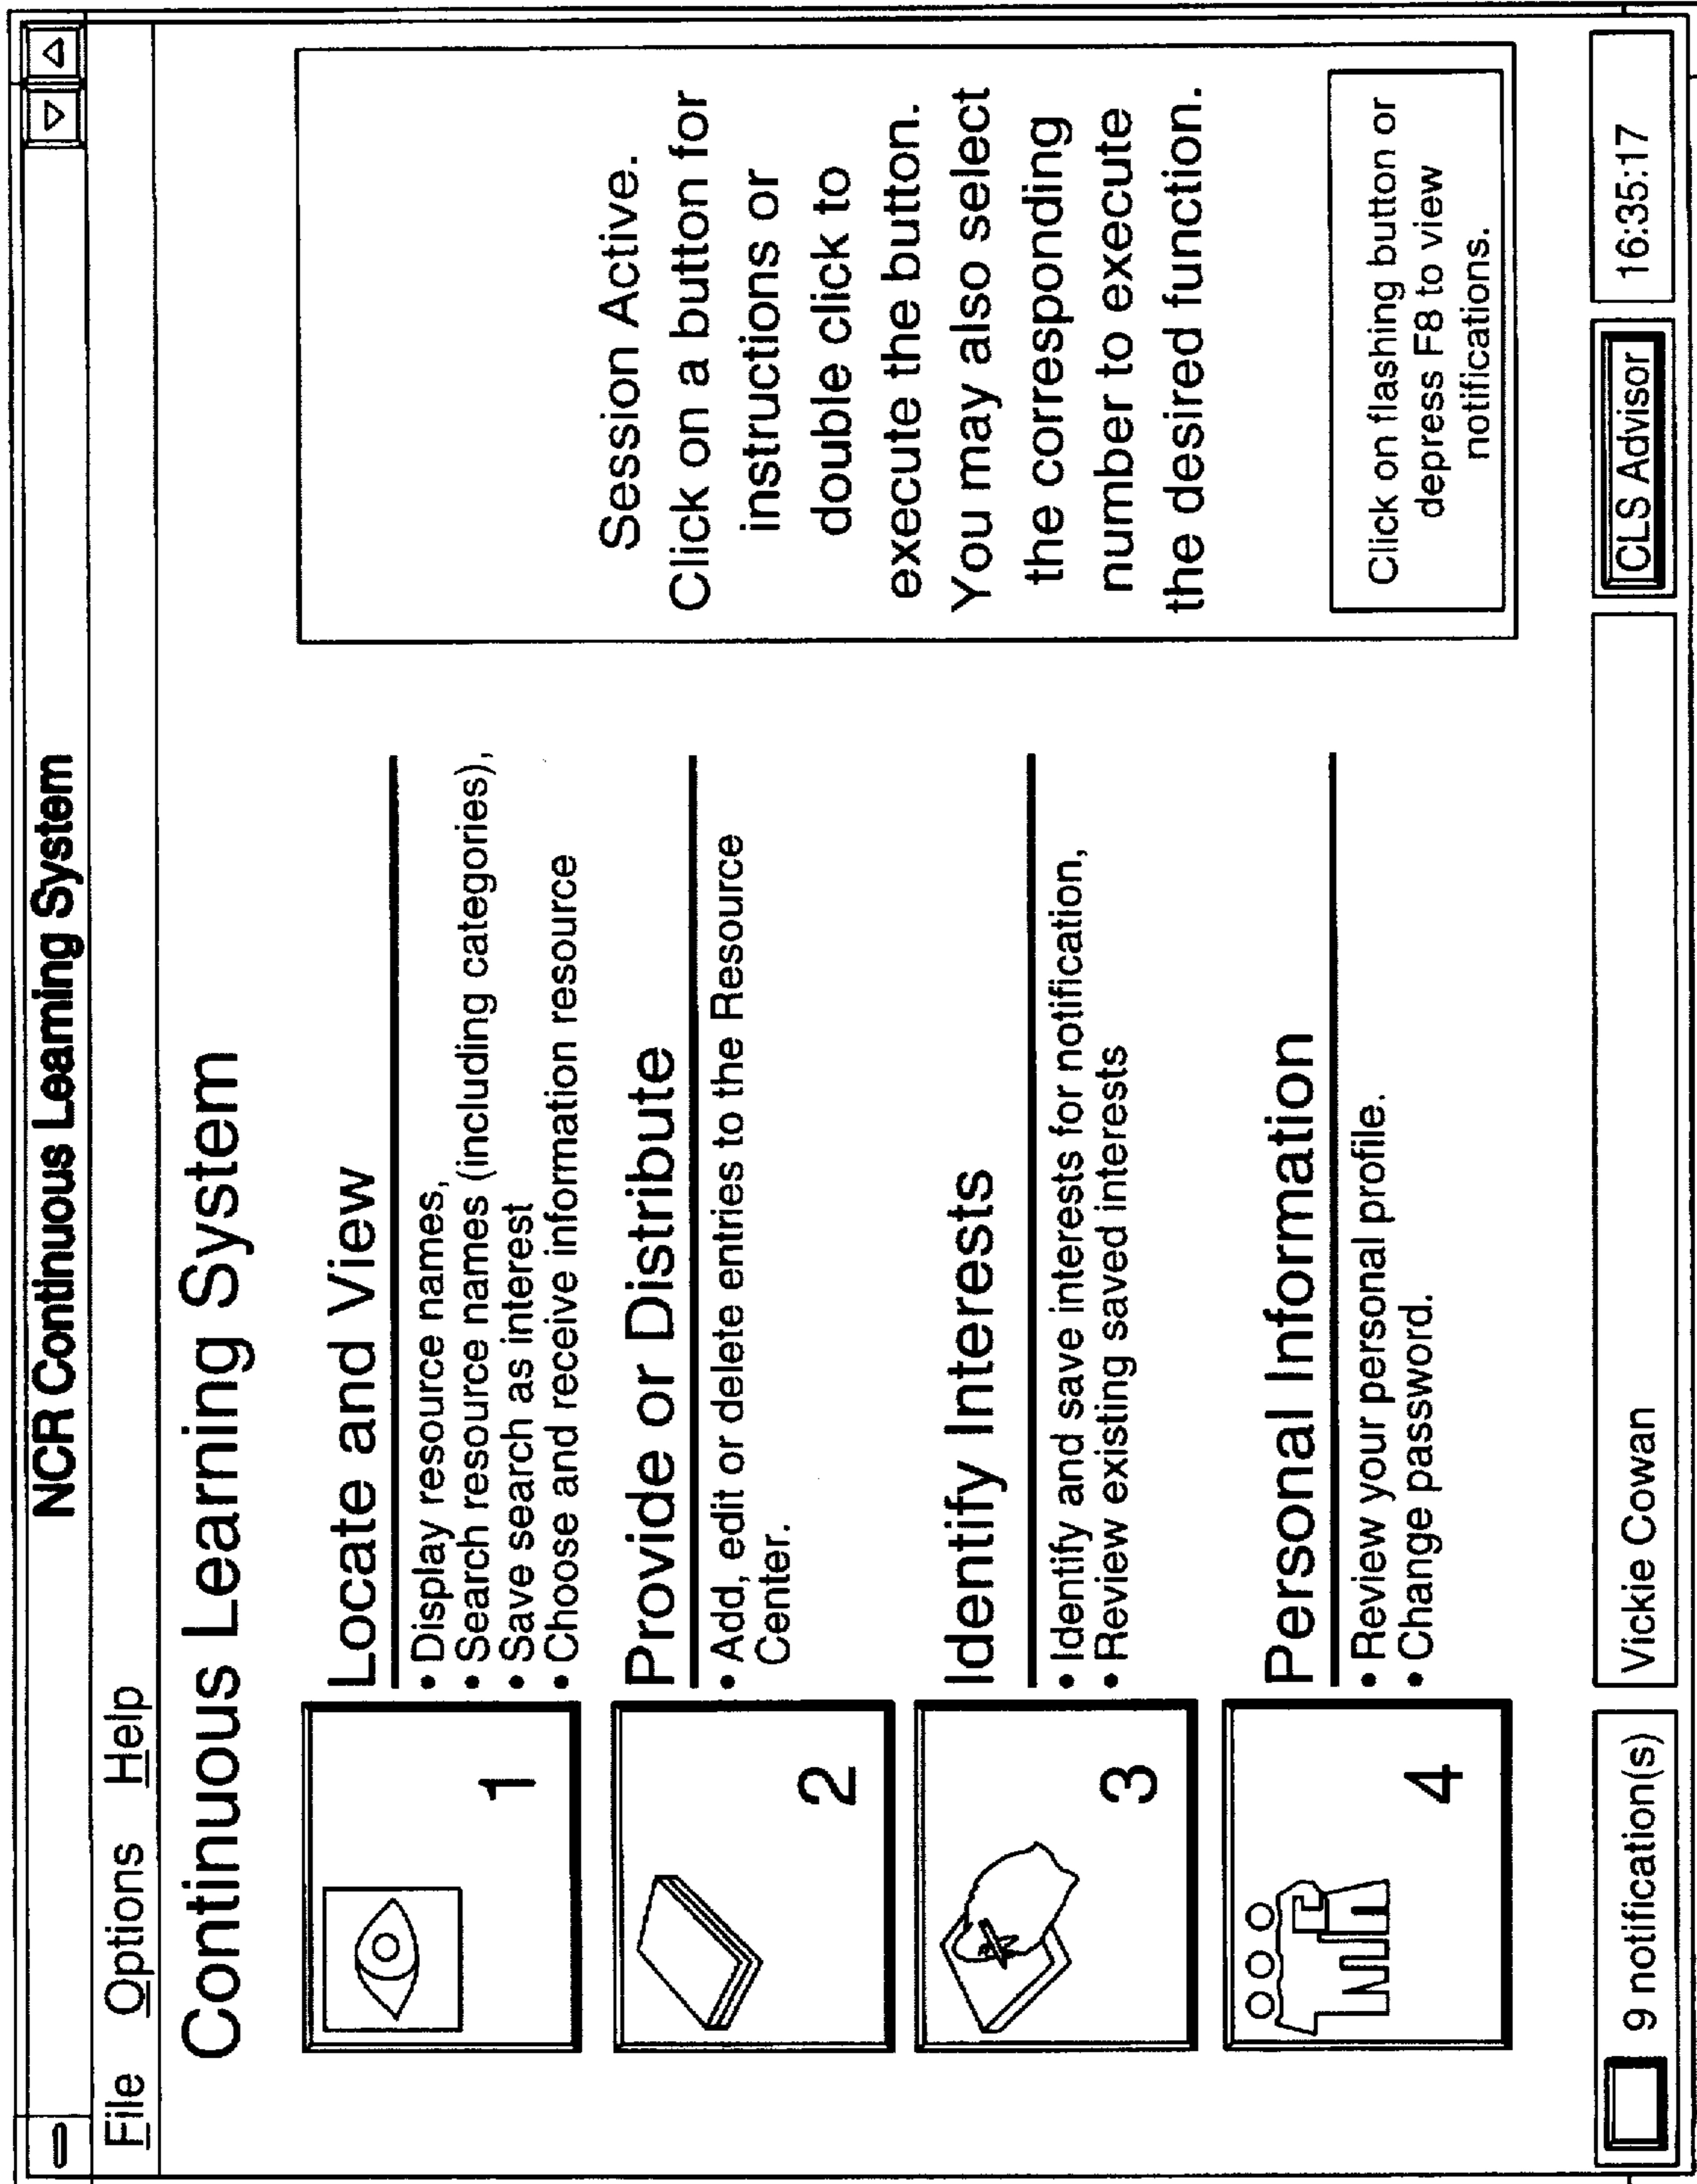 NCR Continuous Learning System
File Options Help
Continuous Learning System
1
Locate and View
• Display resource names,
• Search resource names (including categories),
• Save search as interest
• Choose and receive information resource
2
Provide or Distribute
• Add, edit or delete entries to the Resource
Center.
3
Identify Interests
• Identify and save interests for notification,
• Review existing saved interests
4
Personal Information
• Review your personal profile.
• Change password.
Session Active.
Click on a button for
instructions or
double click to
execute the button.
You may also select
the corresponding
number to execute
the desired function.
Click on flashing button or
depress F8 to view
notifications.
9 notification(s)
Vickie Cowan
CLS Advisor
16:35:17